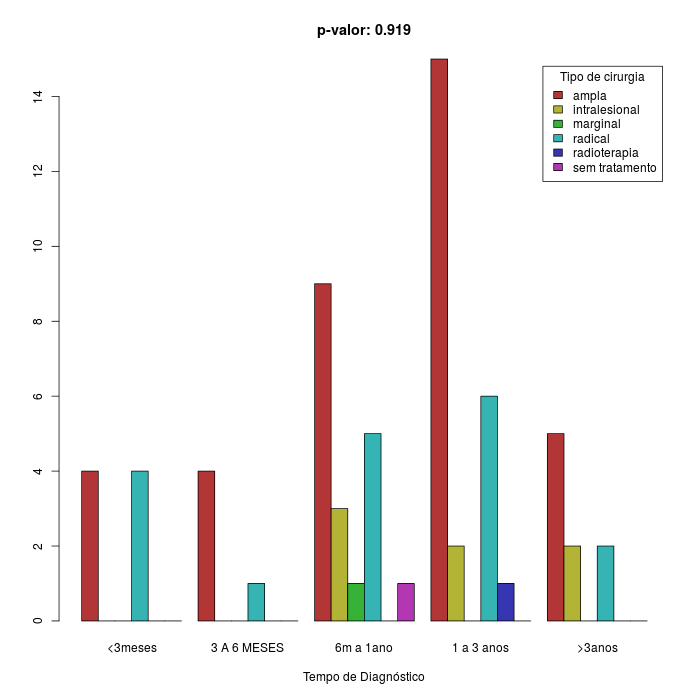 p-valor: 0.919
Tipo de cirurgia
ampla
intralesional
marginal
radical
radioterapia
sem tratamento
14
12
10
8
6
4
2
0
<3meses
3 A 6 MESES
6m a 1ano
1 a 3 anos
>3anos
Tempo de Diagnóstico